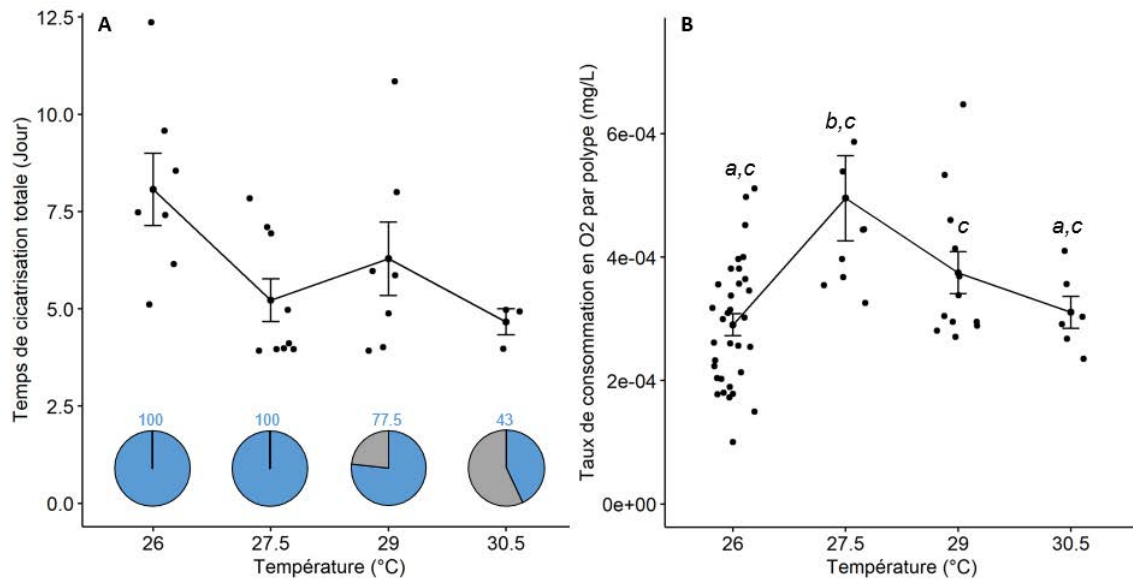 A
Temps de cicatrisation totale (Jour)
12.5
10.0
7.5
5.0
2.5
0.0
100
100
77.5
43
26
27.5
29
30.5
Température (°C)
B
Taux de consommation en O2 par polype (mg/L)
6e-04
4e-04
2e-04
0e+00
a,c
b,c
c
a,c
26
27.5
29
30.5
Température (°C)